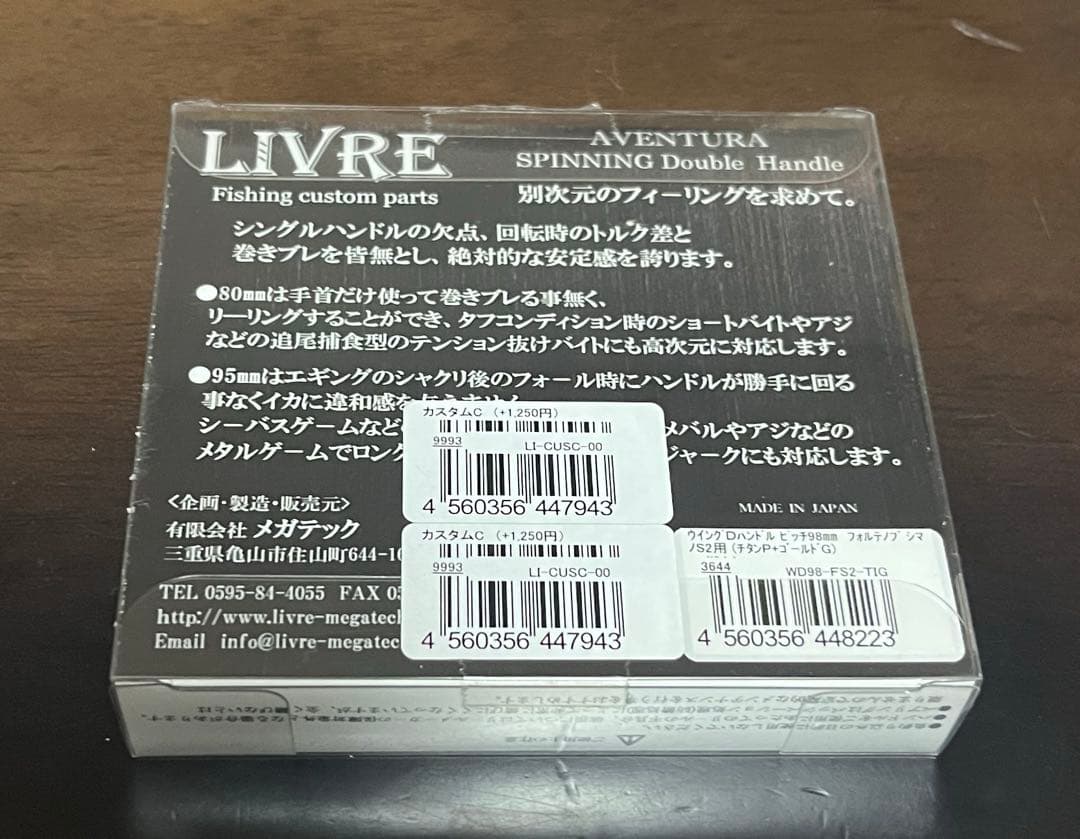 LIVRE
Fishing custom parts
AVENTURA
SPINNING Double Handle
別次元のフィーリングを求めて。
シングルハンドルの欠点、回転時のトルク差と
巻きブレを皆無とし、絶対的な安定感を誇ります。
●80mmは手首だけ使って巻きブレる事無く、
リーリングすることができ、タフコンディション時のショートバイトやアジ
などの追尾捕食型のテンション抜けバイトにも高次元に対応します。
●95mmはエギングのシャクリ後のフォール時にハンドルが勝手に回る
事なくイカに違和感を
シーバスゲームなど メバルやアジなどの
メタルゲームでロング ジャークにも対応します。
カスタムC (+1,250円)
9993 LI-CUSC-00
4 560356 447943
<企画・製造・販売元>
有限会社 メガテック
三重県亀山市住山町644-10
MADE IN JAPAN
TEL 0595-84-4055 FAX 05
http://www.livre-megatec
Email info@livre-megatec
カスタムC (+1,250円)
9993 LI-CUSC-00
4 560356 447943
ウイングDハンドル ピッチ98mm フォルテノブ シマ
ノS2用 (チタンP+ゴールドG)
3644 WD98-FS2-TIG
4 560356 448223
ご使用上の注意